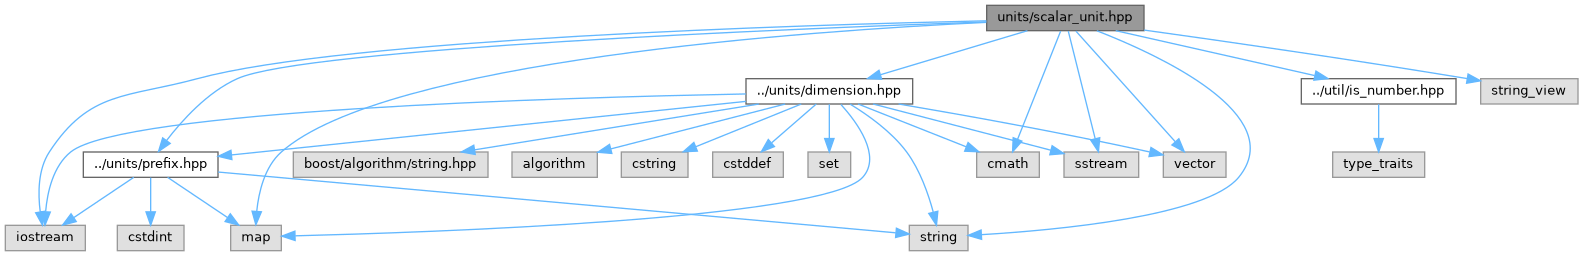 units/scalar_unit.hpp
../units/dimension.hpp
../util/is_number.hpp
string_view
../units/prefix.hpp
boost/algorithm/string.hpp
algorithm
cstring
cstddef
set
cmath
sstream
vector
type_traits
iostream
cstdint
map
string